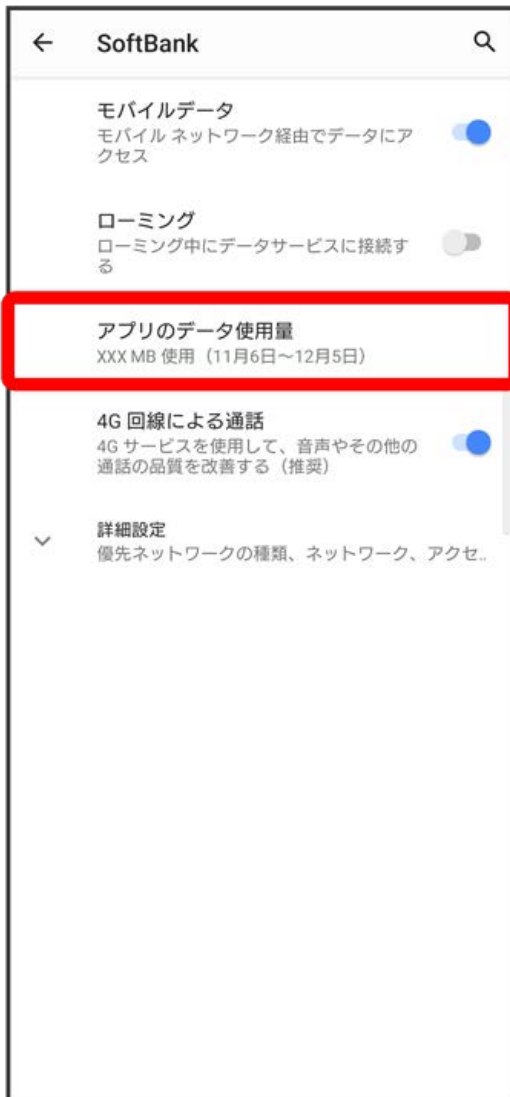 SoftBank
モバイルデータ
モバイル ネットワーク経由でデータにア
クセス
ローミング
ローミング中にデータサービスに接続す
る
アプリのデータ使用量
XXX MB 使用（11月6日～12月5日）
4G 回線による通話
4G サービスを使用して、音声やその他の
通話の品質を改善する（推奨）
詳細設定
優先ネットワークの種類、ネットワーク、アクセ..